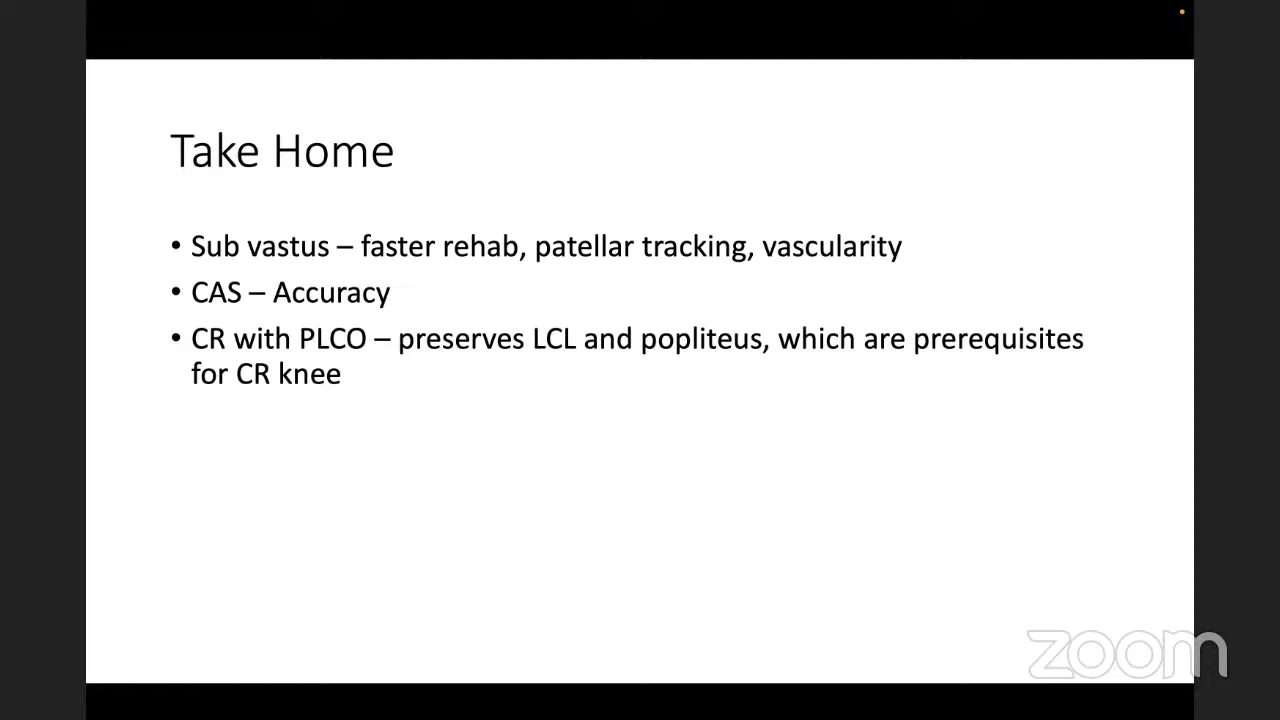 Take Home
• Sub vastus – faster rehab, patellar tracking, vascularity
• CAS – Accuracy
• CR with PLCO – preserves LCL and popliteus, which are prerequisites
for CR knee
zoom